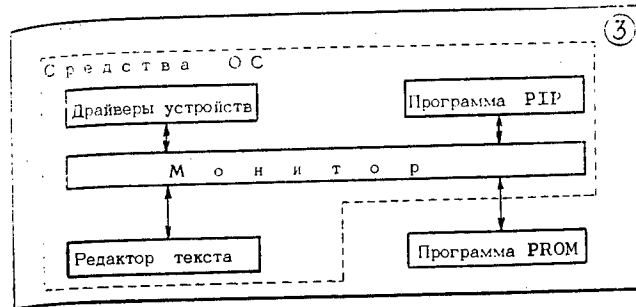 3
Средства ОС
Драйверы устройств
Программа PIP
Монитор
Редактор текста
Программа PROM